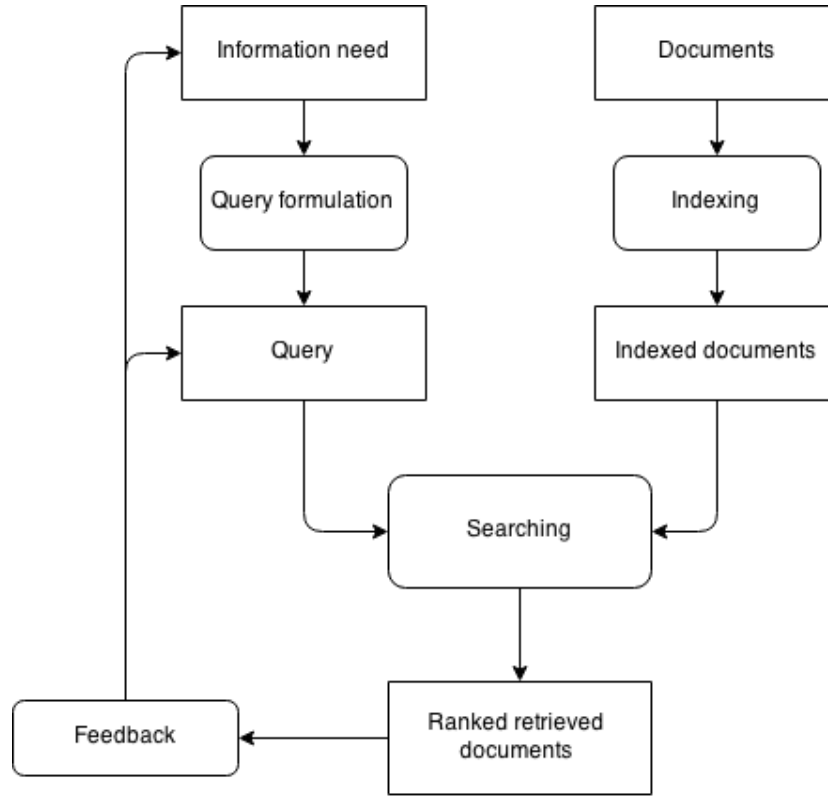 Information need
Documents
Query formulation
Indexing
Query
Indexed documents
Searching
Ranked retrieved
documents
Feedback